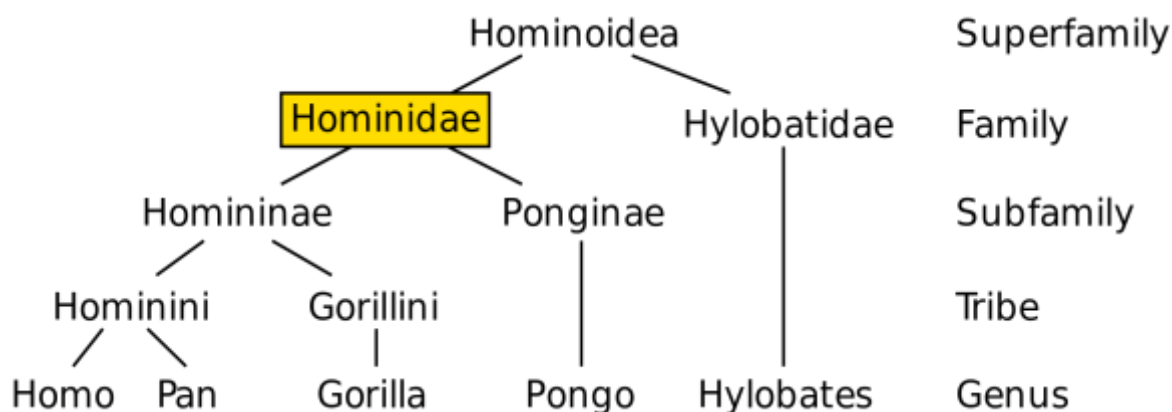 Hominoidea Superfamily
Hominidae Hylobatidae Family
Homininae Ponginae Subfamily
Hominini Gorillini Tribe
Homo Pan Gorilla Pongo Hylobates Genus